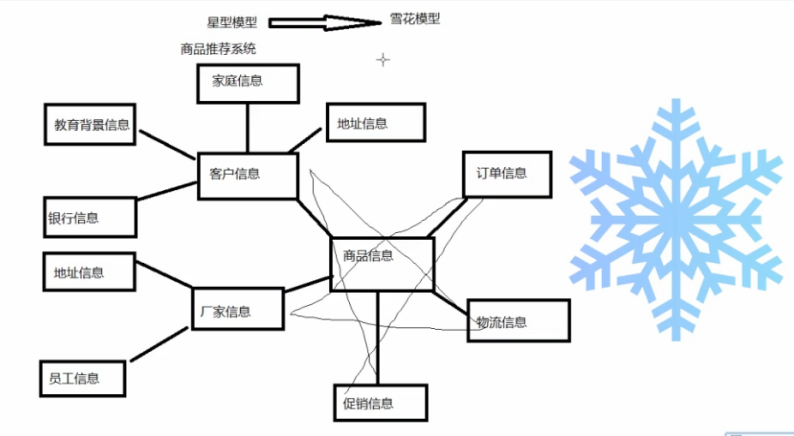 星型模型
雪花模型
商品推荐系统
家庭信息
教育背景信息
地址信息
客户信息
订单信息
银行信息
商品信息
地址信息
厂家信息
物流信息
员工信息
促销信息